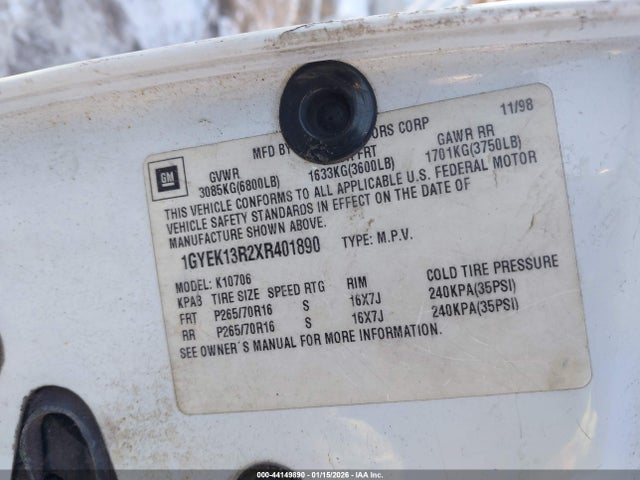 11/98
MFD BY ORS CORP
GVWR FRT GAWR RR
3085KG(6800LB) 1633KG(3600LB) 1701KG(3750LB)
GM
THIS VEHICLE CONFORMS TO ALL APPLICABLE U.S. FEDERAL MOTOR
VEHICLE SAFETY STANDARDS IN EFFECT ON THE DATE OF
MANUFACTURE SHOWN ABOVE.
1GYEK13R2XR401890 TYPE: M.P.V.
MODEL: K10706
KPAB TIRE SIZE SPEED RTG RIM COLD TIRE PRESSURE
FRT P265/70R16 S 16X7J 240KPA(35PSI)
RR P265/70R16 S 16X7J 240KPA(35PSI)
SEE OWNER'S MANUAL FOR MORE INFORMATION.
000-44149890 - 01/15/2026 - IAA Inc.